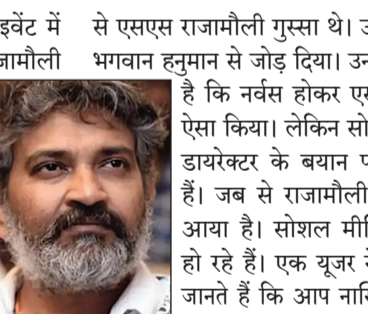 इवेंट में
जामौली
से एसएस राजामौली गुस्सा थे। उ
भगवान हनुमान से जोड़ दिया। उन
है कि नर्वस होकर एस
ऐसा किया। लेकिन सो
डायरेक्टर के बयान प
हैं। जब से राजामौली
आया है। सोशल मीि
हो रहे हैं। एक यूजर ने
जानते हैं कि आप नास्ि